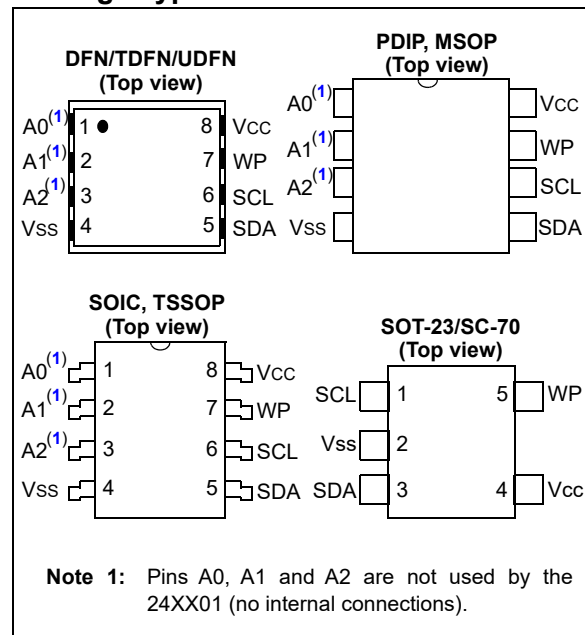 DFN/TDFN/UDFN
(Top view)
A0(1) 1 8 VCC
A1(1) 2 7 WP
A2(1) 3 6 SCL
VSS 4 5 SDA
PDIP, MSOP
(Top view)
A0(1) VCC
A1(1) WP
A2(1) SCL
VSS SDA
SOIC, TSSOP
(Top view)
A0(1) 1 8 VCC
A1(1) 2 7 WP
A2(1) 3 6 SCL
VSS 4 5 SDA
SOT-23/SC-70
(Top view)
SCL 1 5 WP
Vss 2
SDA 3 4 Vcc
Note 1: Pins A0, A1 and A2 are not used by the
24XX01 (no internal connections).